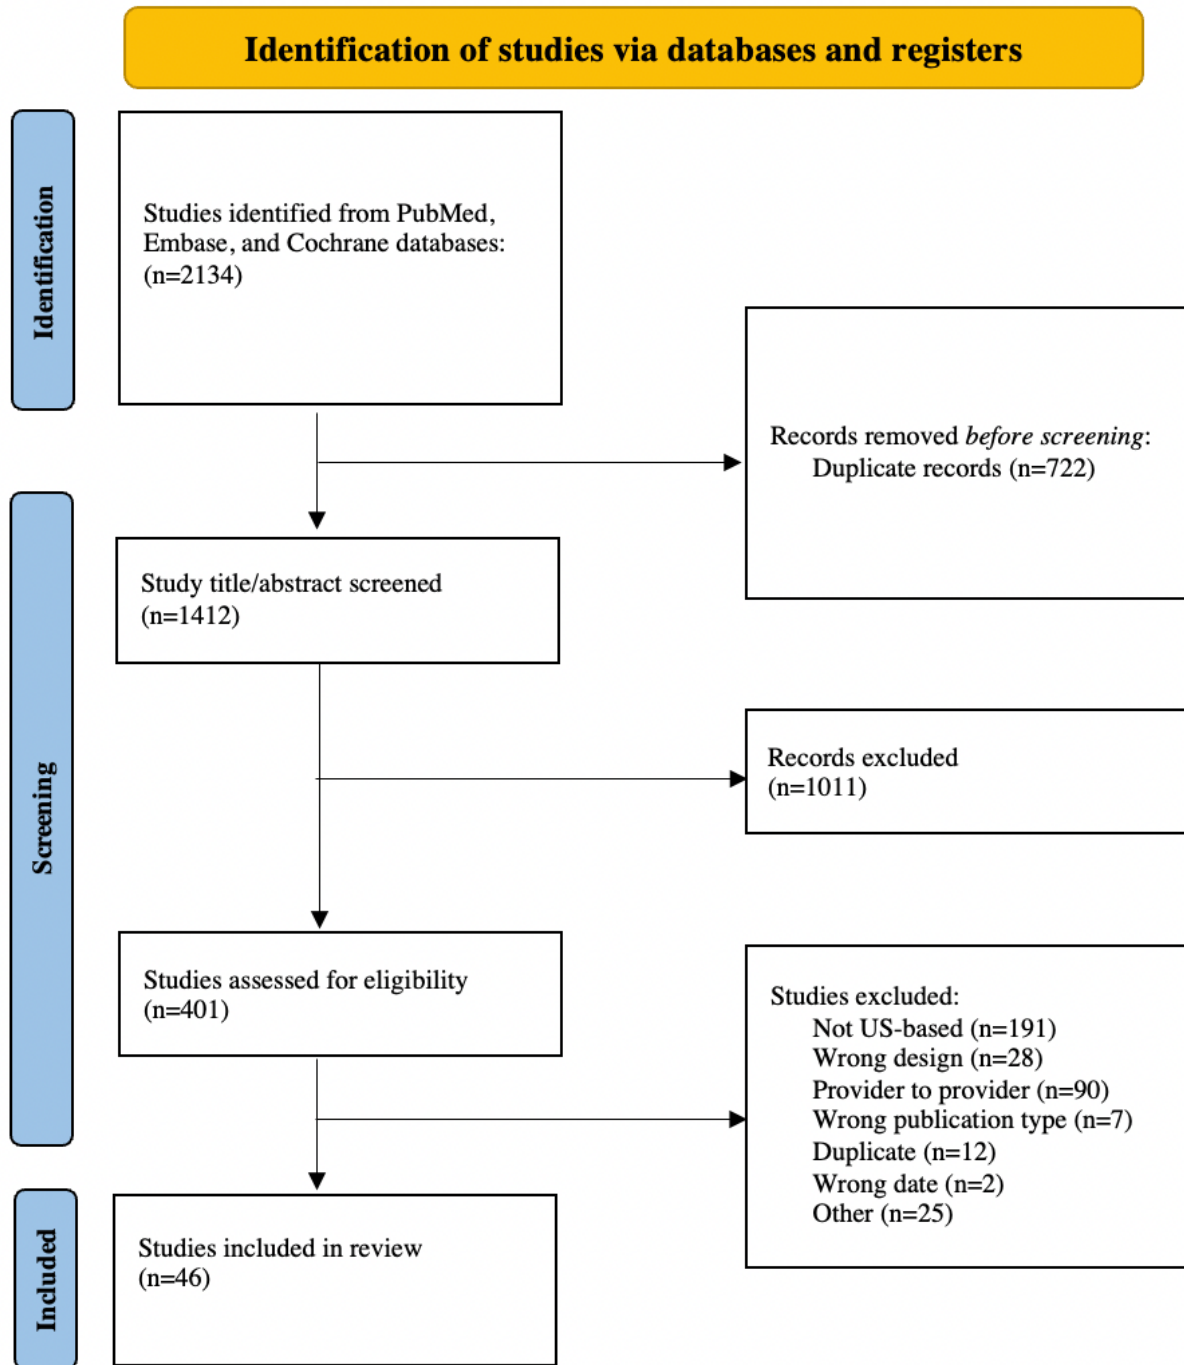 Identification of studies via databases and registers
Identification
Studies identified from PubMed,
Embase, and Cochrane databases:
(n=2134)
Records removed before screening:
Duplicate records (n=722)
Screening
Study title/abstract screened
(n=1412)
Records excluded
(n=1011)
Studies assessed for eligibility
(n=401)
Studies excluded:
Not US-based (n=191)
Wrong design (n=28)
Provider to provider (n=90)
Wrong publication type (n=7)
Duplicate (n=12)
Wrong date (n=2)
Other (n=25)
Included
Studies included in review
(n=46)